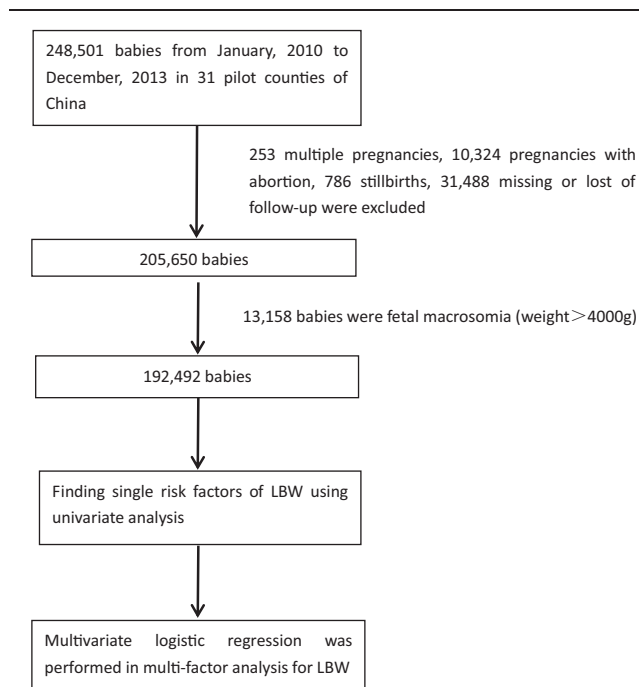 248,501 babies from January, 2010 to
December, 2013 in 31 pilot counties of
China
253 multiple pregnancies, 10,324 pregnancies with
abortion, 786 stillbirths, 31,488 missing or lost of
follow-up were excluded
205,650 babies
13,158 babies were fetal macrosomia (weight＞4000g)
192,492 babies
Finding single risk factors of LBW using
univariate analysis
Multivariate logistic regression was
performed in multi-factor analysis for LBW